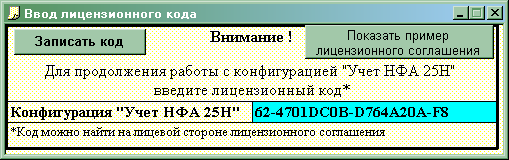 Ввод лицензионного кода
Записать код
Внимание !
Показать пример
лицензионного соглашения
Для продолжения работы с конфигурацией "Учет НФА 25Н"
введите лицензионный код*
Конфигурация "Учет НФА 25Н"
62-4701DC0B-D764A20A-F8
*Код можно найти на лицевой стороне лицензионного соглашения